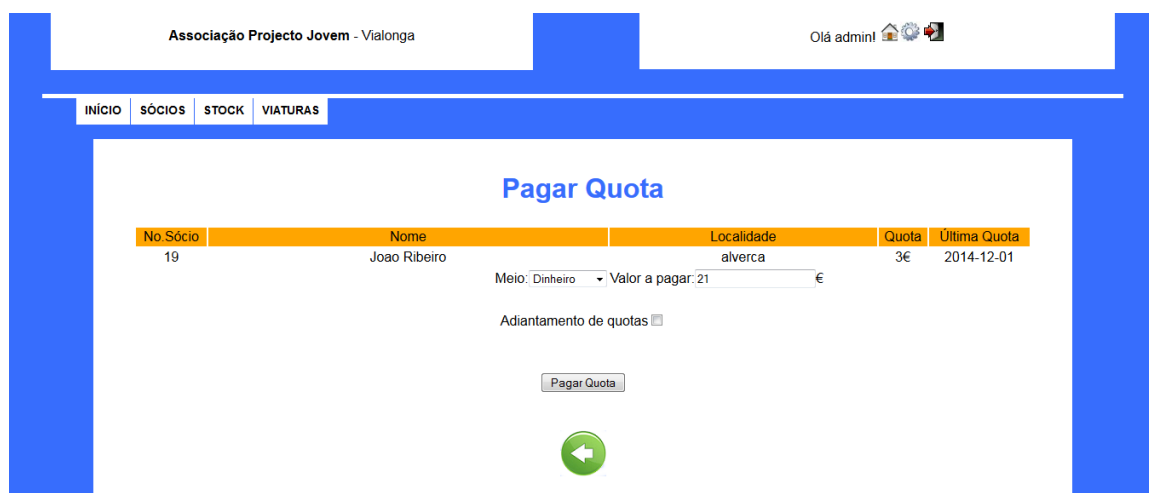 Associação Projecto Jovem - Vialonga
Olá admin!
INÍCIO SÓCIOS STOCK VIATURAS
Pagar Quota
No.Sócio Nome Localidade Quota Última Quota
19 Joao Ribeiro alverca 3€ 2014-12-01
Meio: Dinheiro Valor a pagar: 21 €
Adiantamento de quotas
Pagar Quota